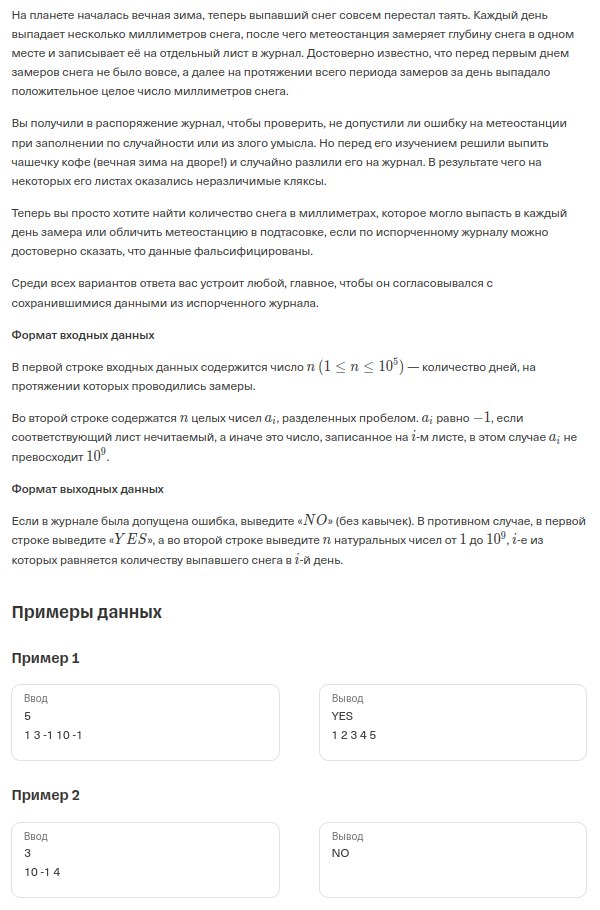 На планете началась вечная зима, теперь выпавший снег совсем перестал таять. Каждый день
выпадает несколько миллиметров снега, после чего метеостанция замеряет глубину снега в одном
месте и записывает её на отдельный лист в журнал. Достоверно известно, что перед первым днем
замеров снега не было вовсе, а далее на протяжении всего периода замеров за день выпадало
положительное целое число миллиметров снега.
Вы получили в распоряжение журнал, чтобы проверить, не допустили ли ошибку на метеостанции
при заполнении по случайности или из злого умысла. Но перед его изучением решили выпить
чашечку кофе (вечная зима на дворе!) и случайно разлили его на журнал. В результате чего на
некоторых его листах оказались неразличимые кляксы.
Теперь вы просто хотите найти количество снега в миллиметрах, которое могло выпасть в каждый
день замера или обличить метеостанцию в подтасовке, если по испорченному журналу можно
достоверно сказать, что данные фальсифицированы.
Среди всех вариантов ответа вас устроит любой, главное, чтобы он согласовывался с
сохранившимися данными из испорченного журнала.
Формат входных данных
В первой строке входных данных содержится число n (1 ≤ n ≤ 10⁵) — количество дней, на
протяжении которых проводились замеры.
Во второй строке содержатся n целых чисел aᵢ, разделенных пробелом. aᵢ равно −1, если
соответствующий лист нечитаемый, а иначе это число, записанное на i-м листе, в этом случае aᵢ не
превосходит 10⁹.
Формат выходных данных
Если в журнале была допущена ошибка, выведите «NO» (без кавычек). В противном случае, в первой
строке выведите «YES», а во второй строке выведите n натуральных чисел от 1 до 10⁹, i-е из
которых равняется количеству выпавшего снега в i-й день.
Примеры данных
Пример 1
Ввод
5
1 3 -1 10 -1
Вывод
YES
1 2 3 4 5
Пример 2
Ввод
3
10 -1 4
Вывод
NO